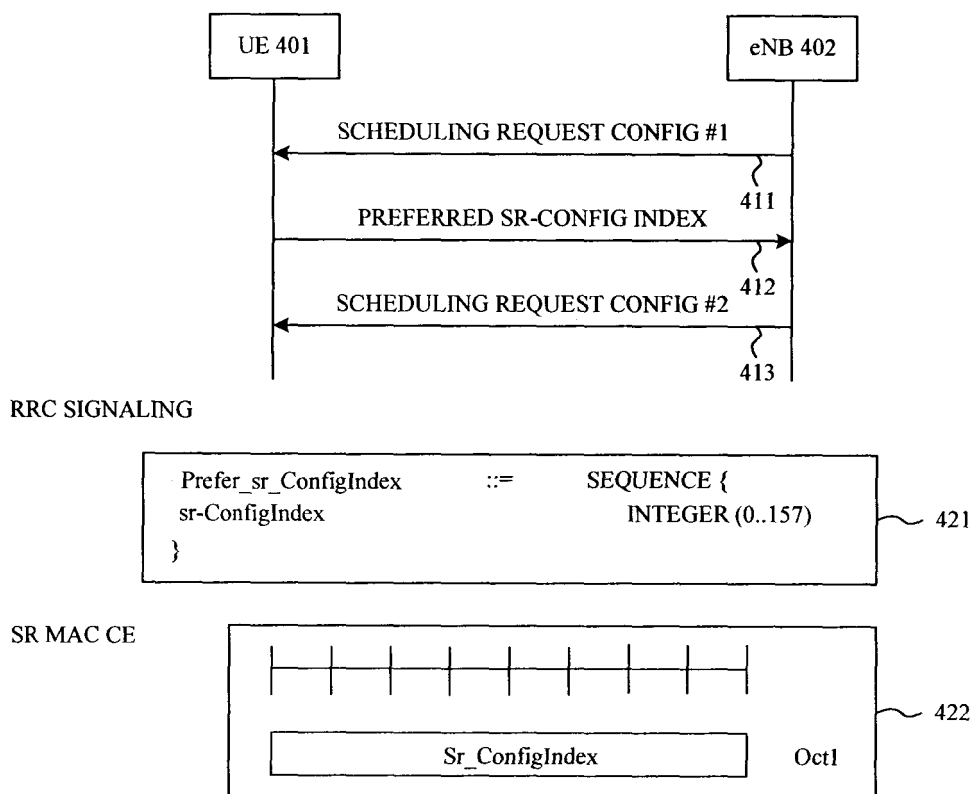 UE 401
eNB 402
SCHEDULING REQUEST CONFIG #1
411
PREFERRED SR-CONFIG INDEX
412
SCHEDULING REQUEST CONFIG #2
413
RRC SIGNALING
Prefer_sr_ConfigIndex ::= SEQUENCE {
sr-ConfigIndex INTEGER (0..157)
}
421
SR MAC CE
422
Sr_ConfigIndex Oct1